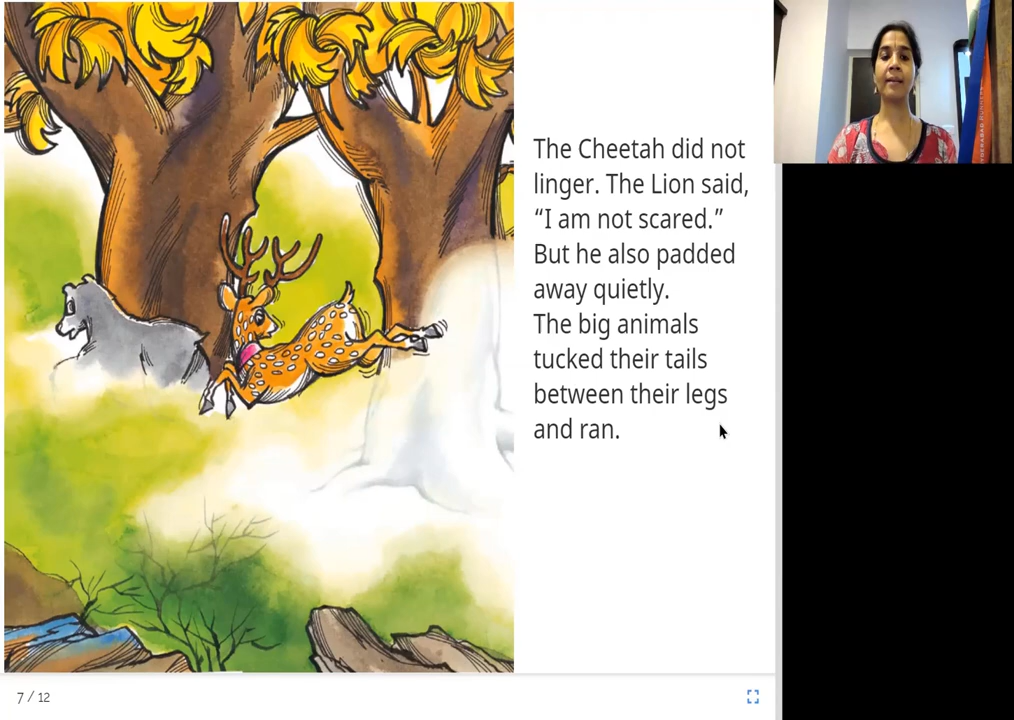 The Cheetah did not
linger. The Lion said,
“I am not scared.”
But he also padded
away quietly.
The big animals
tucked their tails
between their legs
and ran.
7 / 12